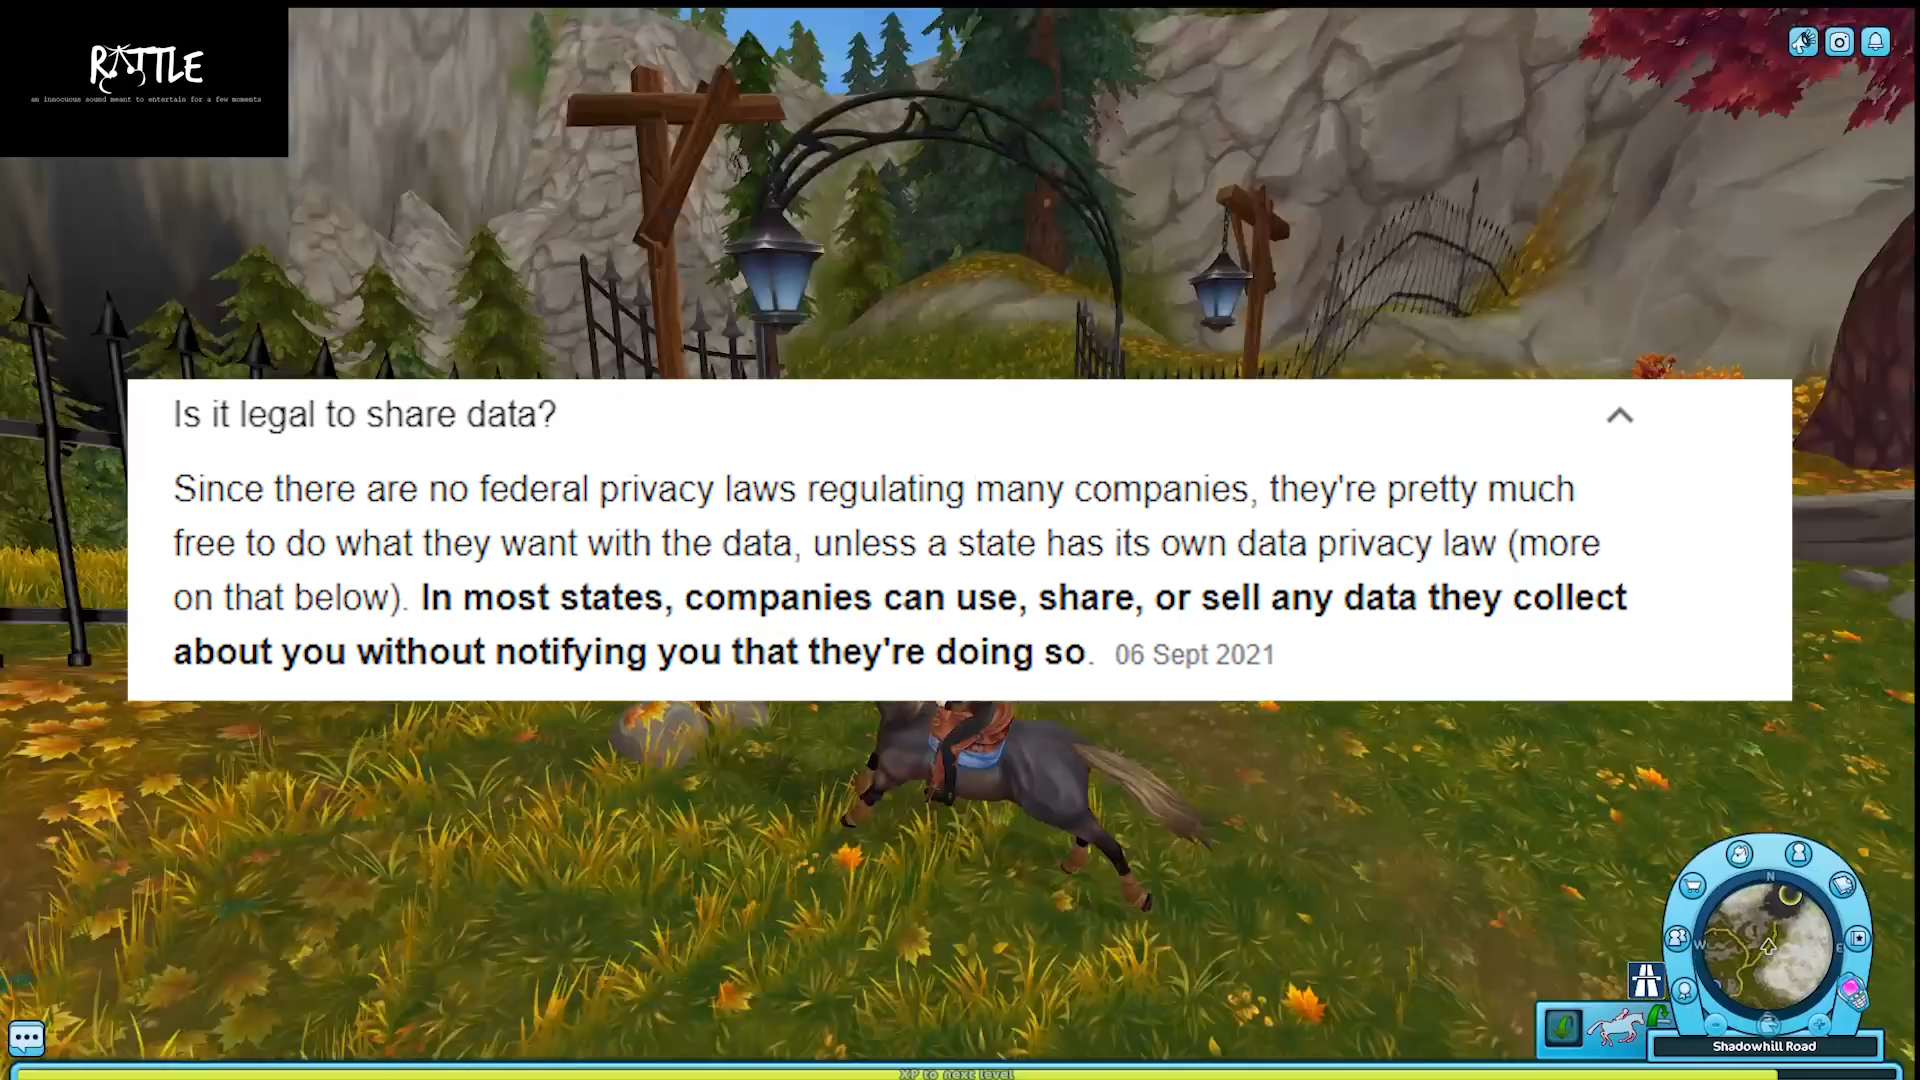 RATTLE
an innocuous sound meant to entertain for a few moments
Is it legal to share data?
Since there are no federal privacy laws regulating many companies, they're pretty much
free to do what they want with the data, unless a state has its own data privacy law (more
on that below). In most states, companies can use, share, or sell any data they collect
about you without notifying you that they're doing so. 06 Sept 2021
N
W
E
Shadowhill Road
XP to next level